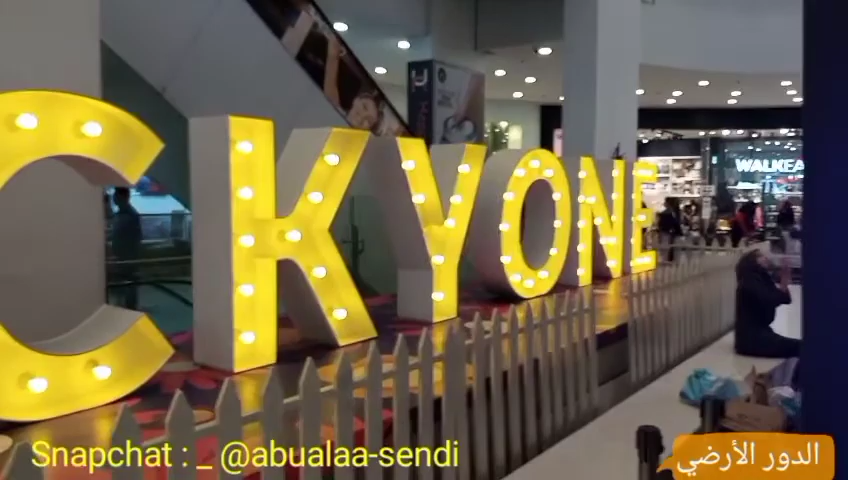 CKYONE
WALKEA
Snapchat : _ @abualaa-sendi
الدور الأرضي